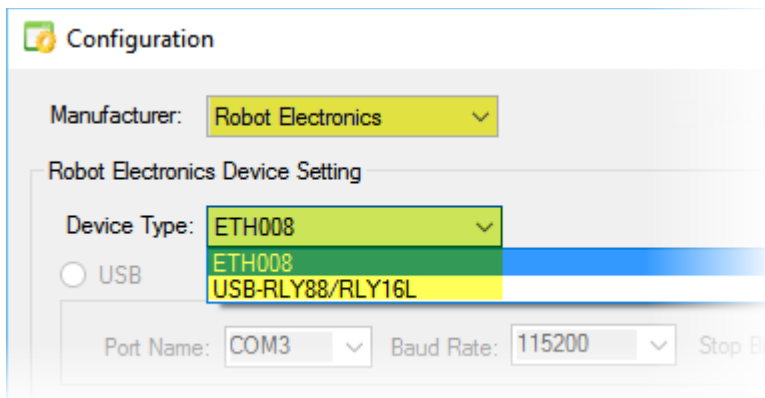 Configuration
Manufacturer: Robot Electronics
Robot Electronics Device Setting
Device Type: ETH008
ETH008
USB-RLY88/RLY16L
USB
Port Name: COM3 Baud Rate: 115200 Stop